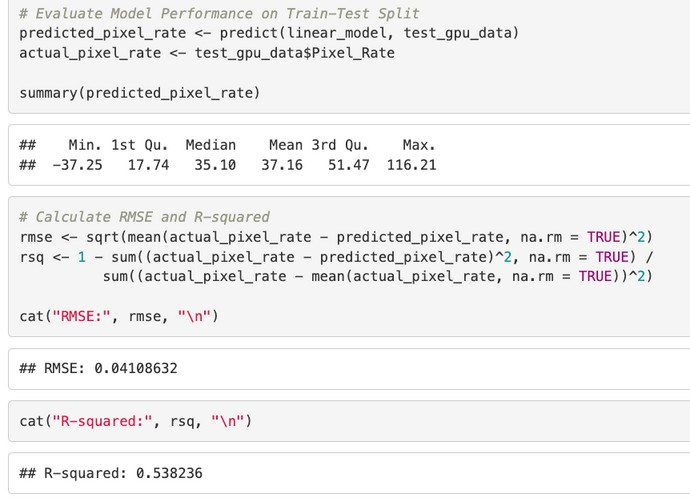 # Evaluate Model Performance on Train-Test Split
predicted_pixel_rate <- predict(linear_model, test_gpu_data)
actual_pixel_rate <- test_gpu_data$Pixel_Rate
summary(predicted_pixel_rate)
##    Min. 1st Qu.  Median    Mean 3rd Qu.    Max.
##  -37.25   17.74   35.10   37.16   51.47  116.21
# Calculate RMSE and R-squared
rmse <- sqrt(mean(actual_pixel_rate - predicted_pixel_rate, na.rm = TRUE)^2)
rsq <- 1 - sum((actual_pixel_rate - predicted_pixel_rate)^2, na.rm = TRUE) /
          sum((actual_pixel_rate - mean(actual_pixel_rate, na.rm = TRUE))^2)
cat("RMSE:", rmse, "\n")
## RMSE: 0.04108632
cat("R-squared:", rsq, "\n")
## R-squared: 0.538236